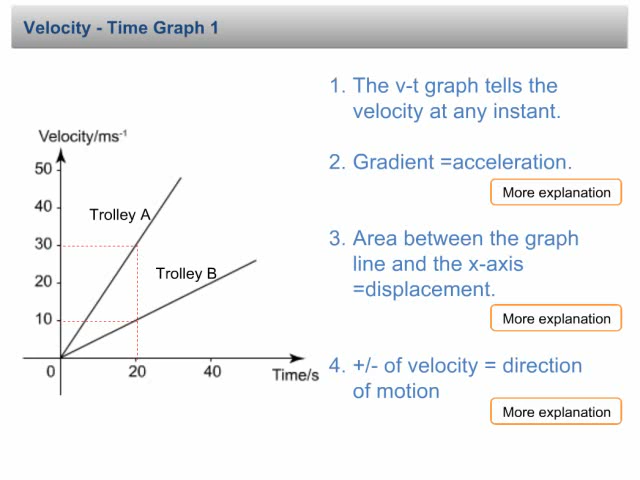 Velocity - Time Graph 1
1. The v-t graph tells the
velocity at any instant.
Velocity/ms⁻¹
50
2. Gradient =acceleration.
More explanation
40
Trolley A
30
3. Area between the graph
line and the x-axis
=displacement.
Trolley B
20
10
More explanation
0
20
40
Time/s
4. +/- of velocity = direction
of motion
More explanation